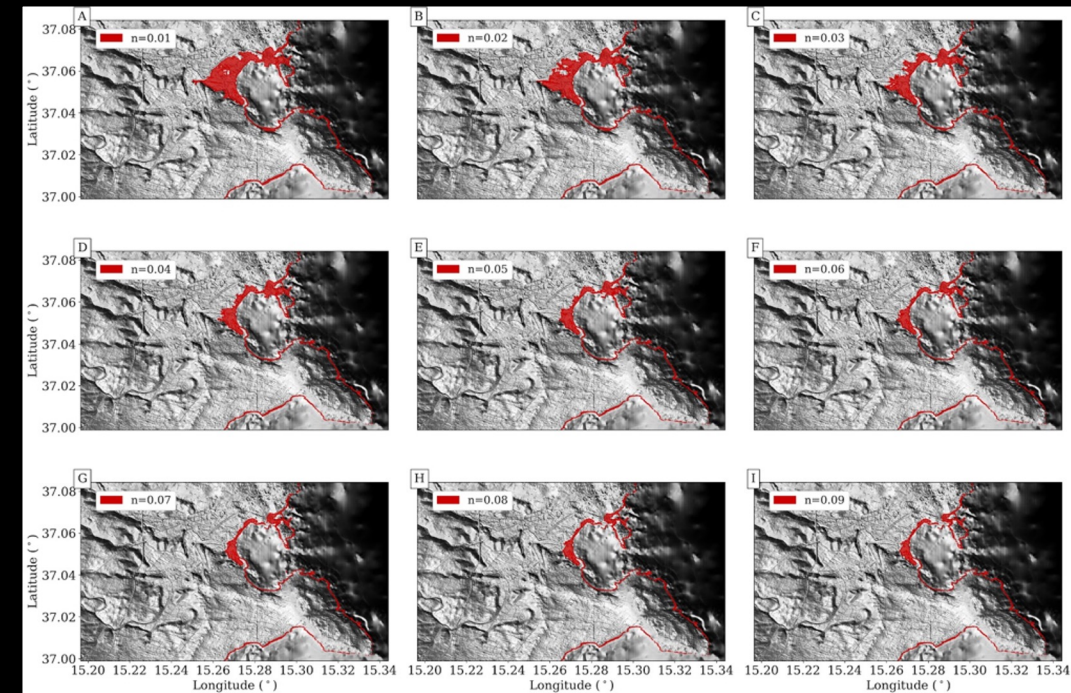 A
n=0.01
B
n=0.02
C
n=0.03
37.08
37.06
37.04
37.02
37.00
Latitude (°)
D
n=0.04
E
n=0.05
F
n=0.06
37.08
37.06
37.04
37.02
37.00
Latitude (°)
G
n=0.07
H
n=0.08
I
n=0.09
37.08
37.06
37.04
37.02
37.00
Latitude (°)
15.20 15.22 15.24 15.26 15.28 15.30 15.32 15.34
15.20 15.22 15.24 15.26 15.28 15.30 15.32 15.34
15.20 15.22 15.24 15.26 15.28 15.30 15.32 15.34
Longitude (°)
Longitude (°)
Longitude (°)